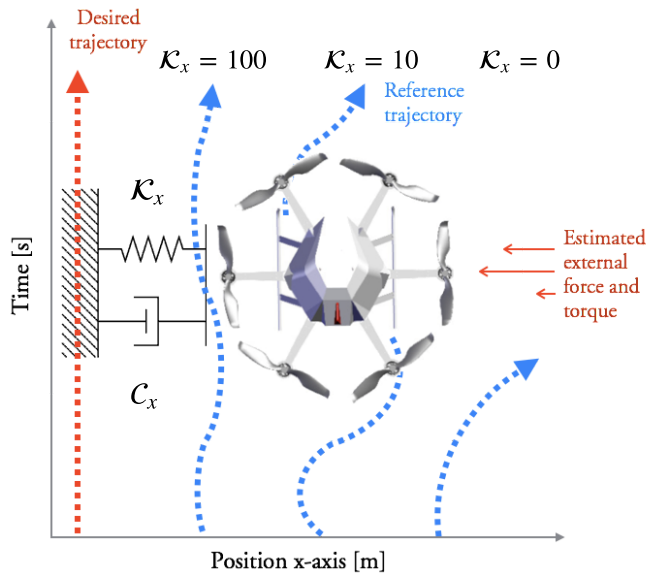 Desired
trajectory
𝒦ₓ = 100
𝒦ₓ = 10
𝒦ₓ = 0
Reference
trajectory
𝒦ₓ
Estimated
external
force and
torque
Time [s]
𝒞ₓ
Position x-axis [m]